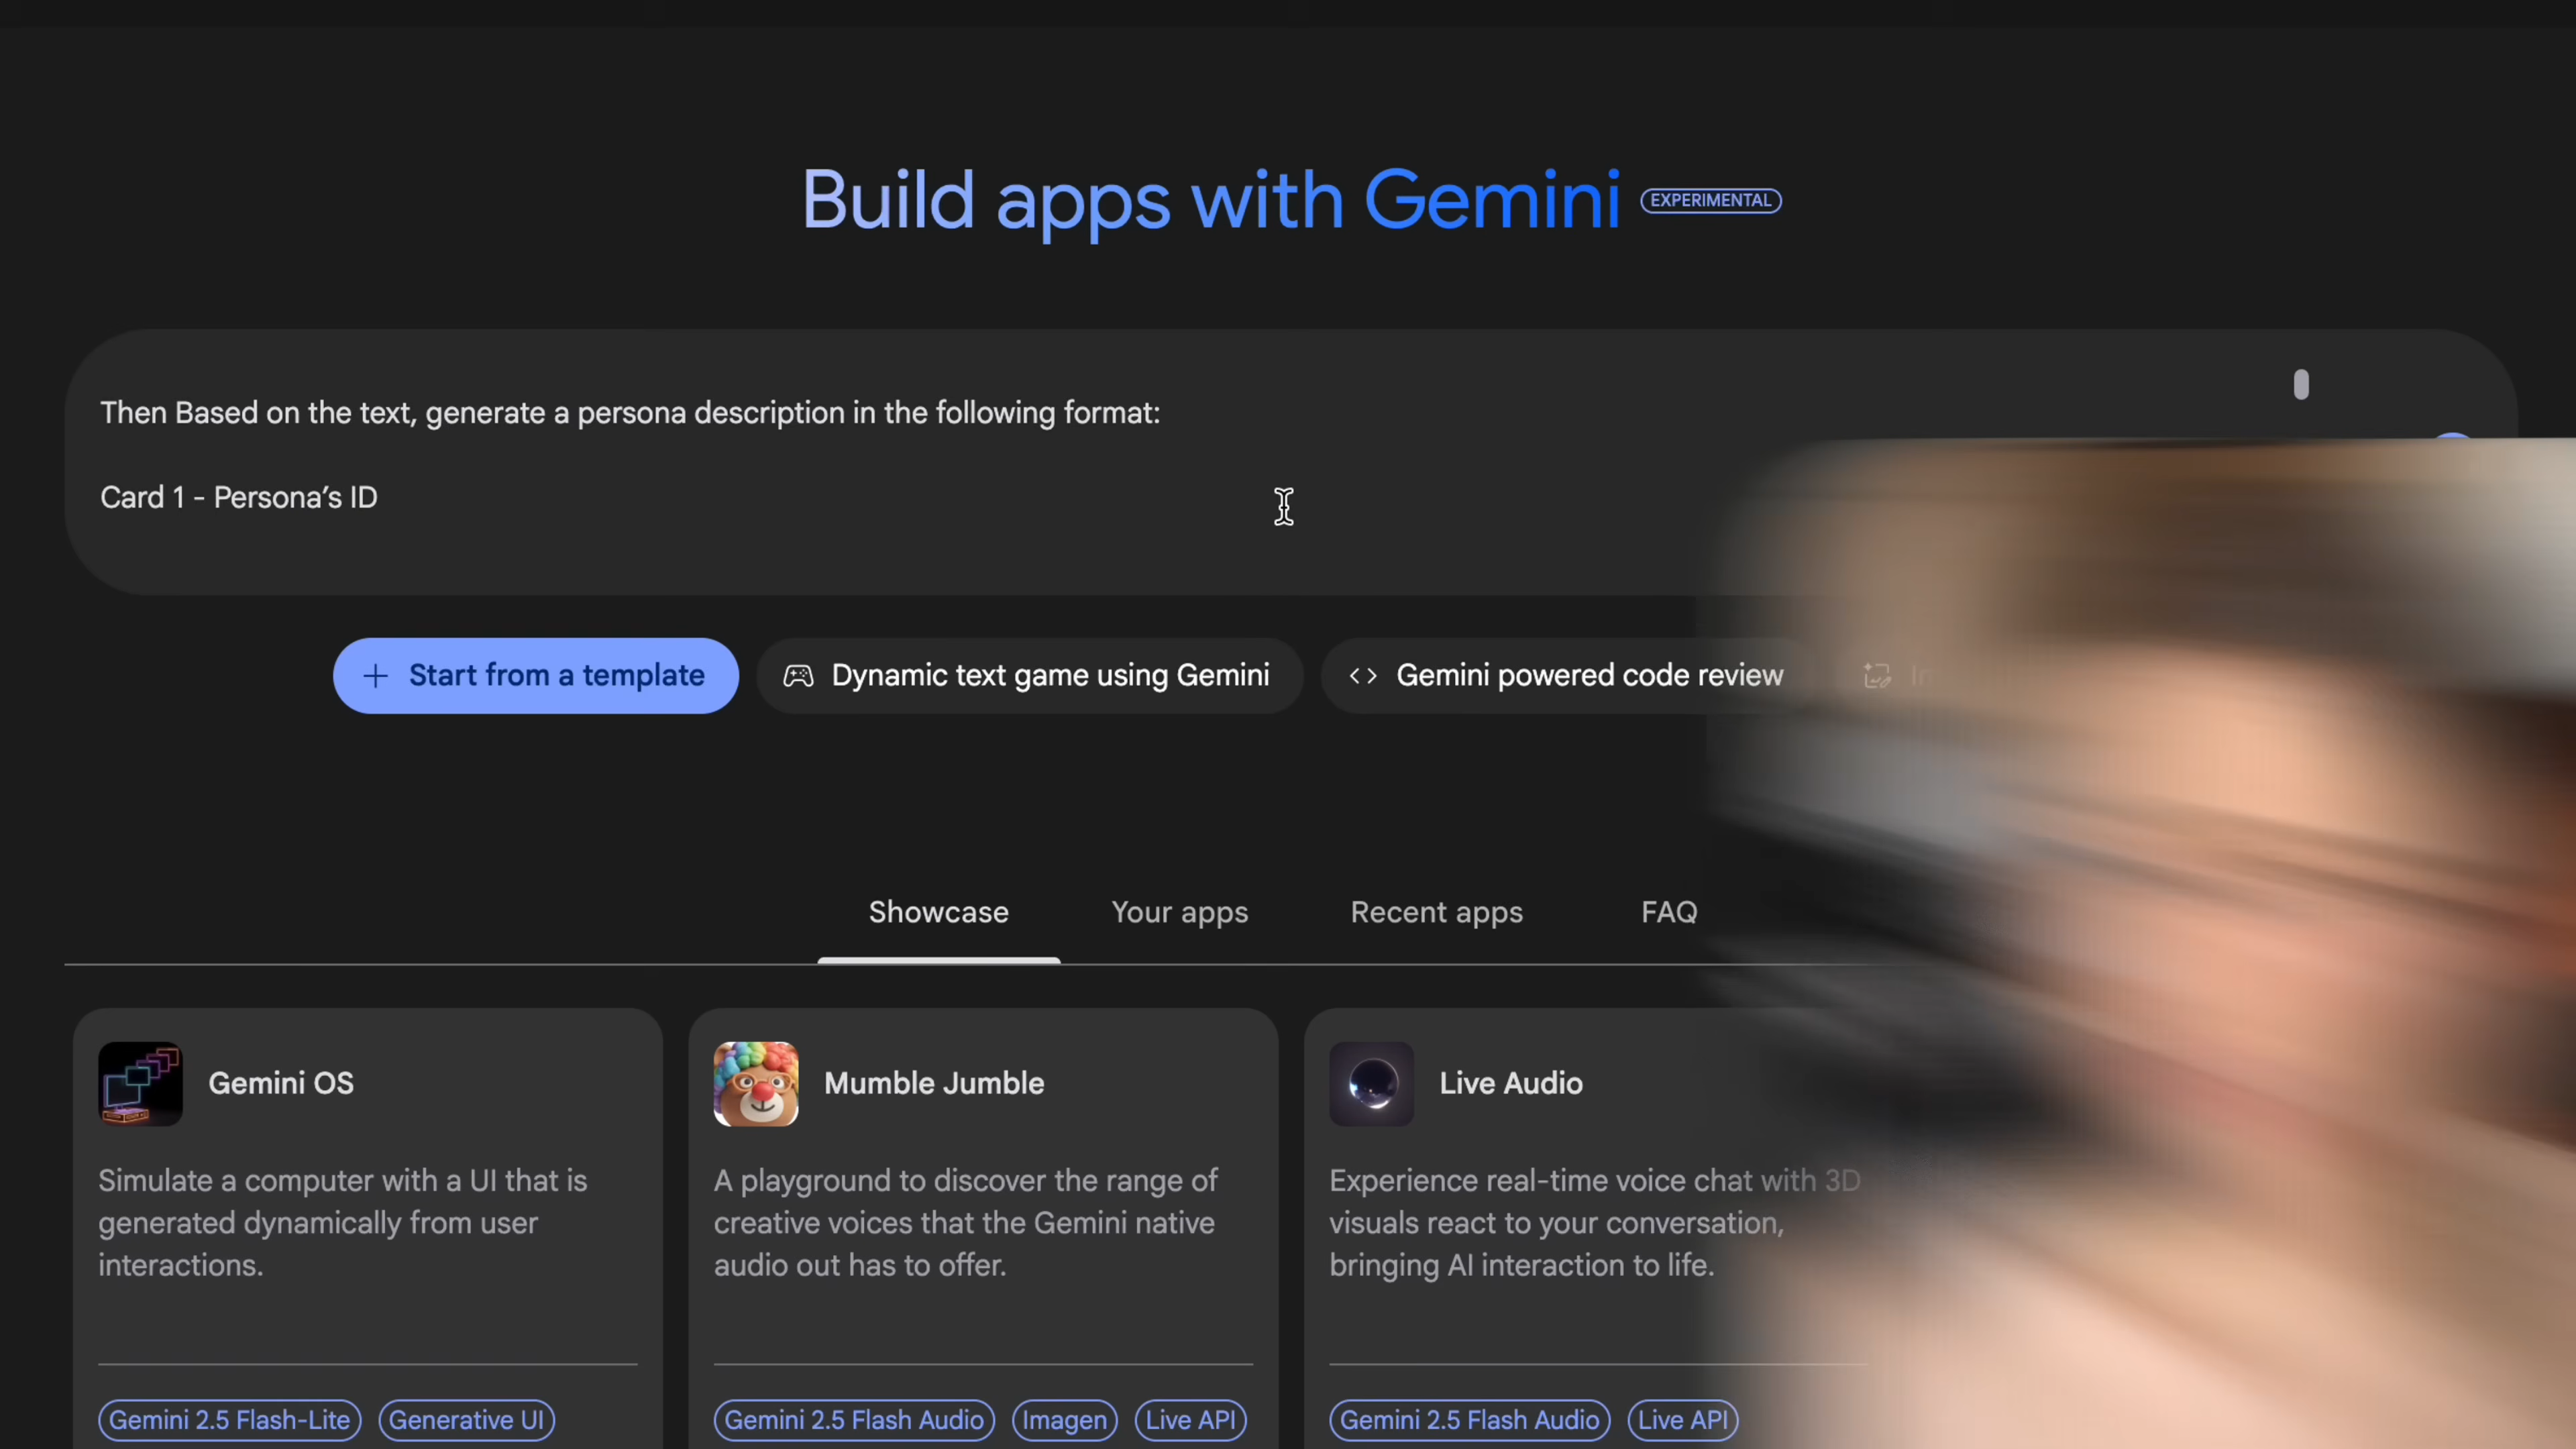 Build apps with Gemini EXPERIMENTAL
Then Based on the text, generate a persona description in the following format:
Card 1 - Persona’s ID
Start from a template
Dynamic text game using Gemini
Gemini powered code review
Showcase
Your apps
Recent apps
FAQ
Gemini OS
Simulate a computer with a UI that is
generated dynamically from user
interactions.
Gemini 2.5 Flash-Lite
Generative UI
Mumble Jumble
A playground to discover the range of
creative voices that the Gemini native
audio out has to offer.
Gemini 2.5 Flash Audio
Imagen
Live API
Live Audio
Experience real-time voice chat with 3D
visuals react to your conversation,
bringing AI interaction to life.
Gemini 2.5 Flash Audio
Live API